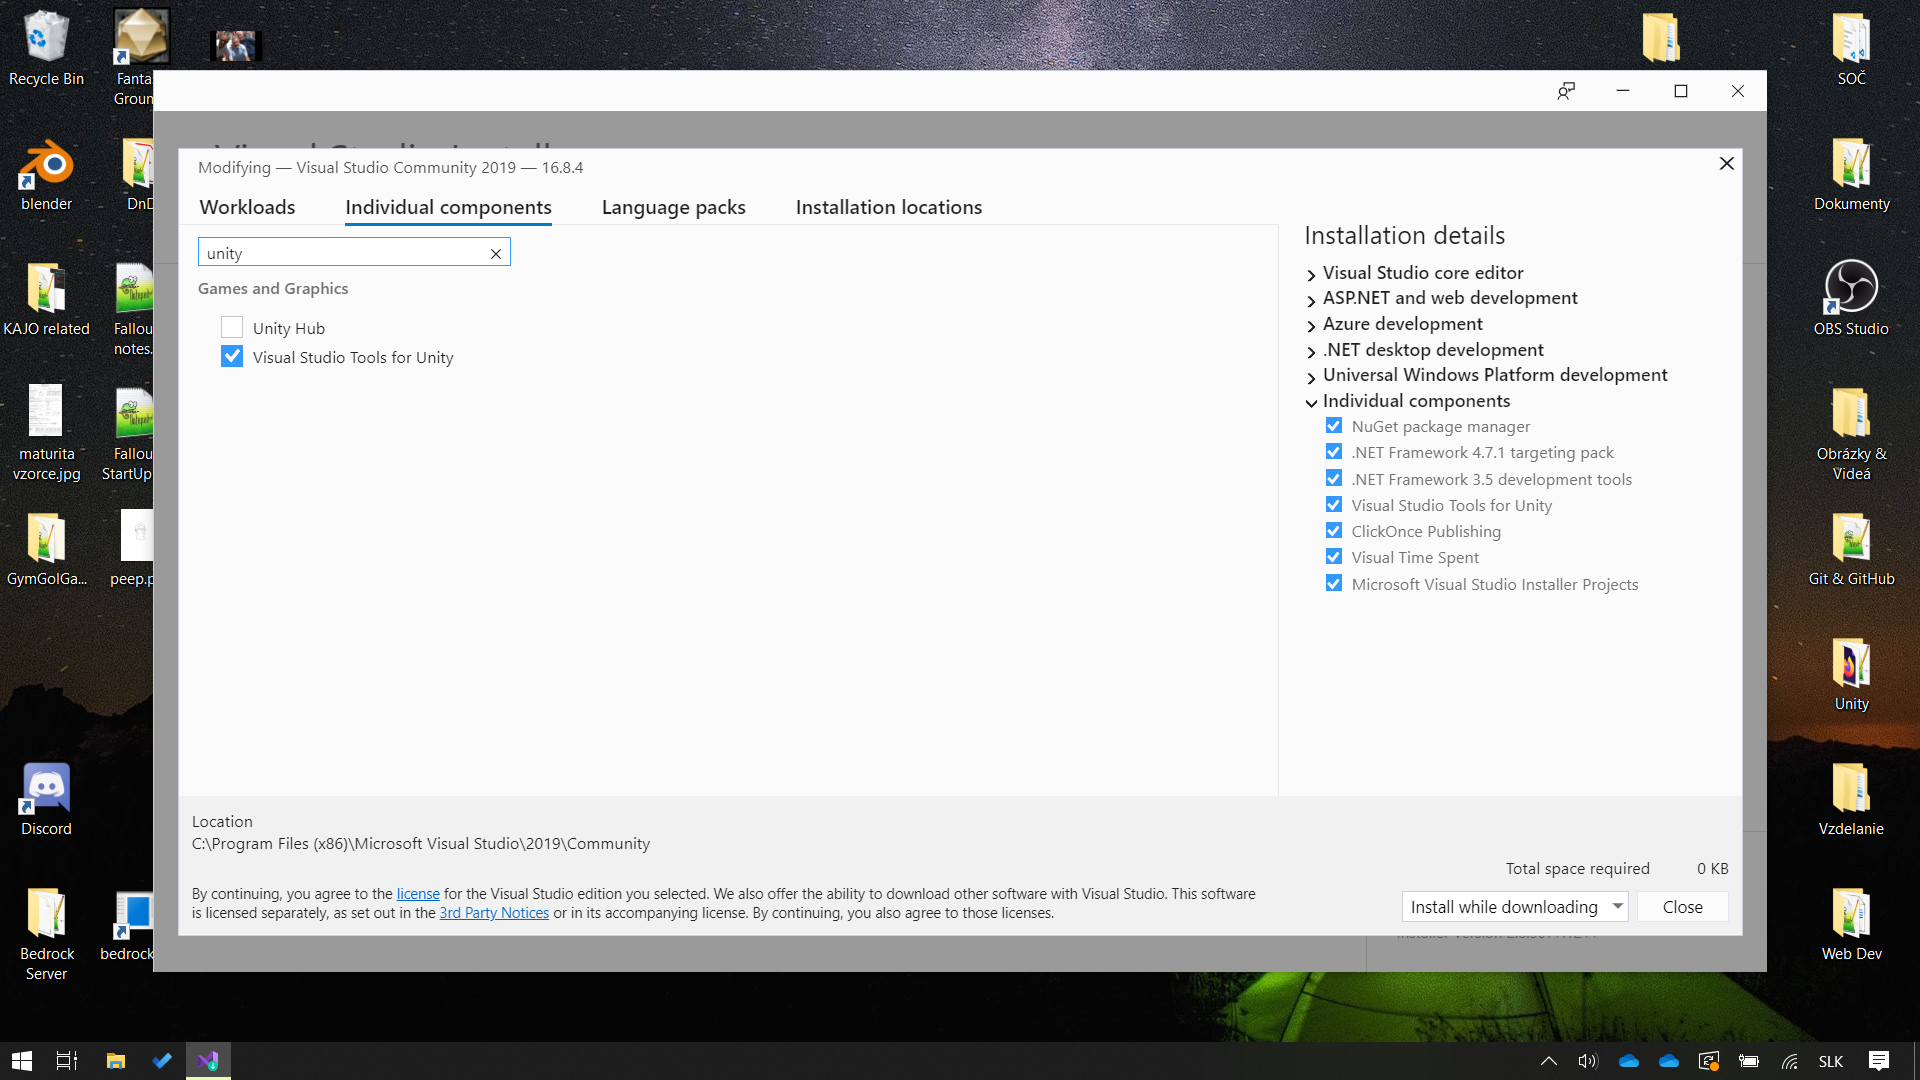 Recycle Bin
Fanta
Groun
SOČ
blender
DnD
Dokumenty
KAJO related
Fallou
notes.
OBS Studio
maturita
vzorce.jpg
Fallou
StartUp
Obrázky &
Videá
GymGolGa...
peep.p
Git & GitHub
Unity
Discord
Vzdelanie
Bedrock
Server
bedrock
Web Dev
Modifying — Visual Studio Community 2019 — 16.8.4
Workloads
Individual components
Language packs
Installation locations
unity
Games and Graphics
Unity Hub
Visual Studio Tools for Unity
Installation details
Visual Studio core editor
ASP.NET and web development
Azure development
.NET desktop development
Universal Windows Platform development
Individual components
NuGet package manager
.NET Framework 4.7.1 targeting pack
.NET Framework 3.5 development tools
Visual Studio Tools for Unity
ClickOnce Publishing
Visual Time Spent
Microsoft Visual Studio Installer Projects
Location
C:\Program Files (x86)\Microsoft Visual Studio\2019\Community
Total space required 0 KB
By continuing, you agree to the license for the Visual Studio edition you selected. We also offer the ability to download other software with Visual Studio. This software
is licensed separately, as set out in the 3rd Party Notices or in its accompanying license. By continuing, you also agree to those licenses.
Install while downloading
Close
SLK